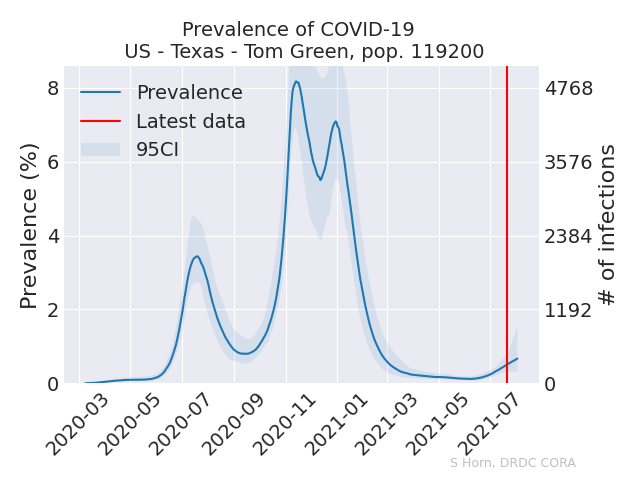 Prevalence of COVID-19
US - Texas - Tom Green, pop. 119200
Prevalence
Latest data
95CI
Prevalence (%)
8
6
4
2
0
4768
3576
2384
1192
0
# of infections
2020-03
2020-05
2020-07
2020-09
2020-11
2021-01
2021-03
2021-05
2021-07
S Horn, DRDC CORA